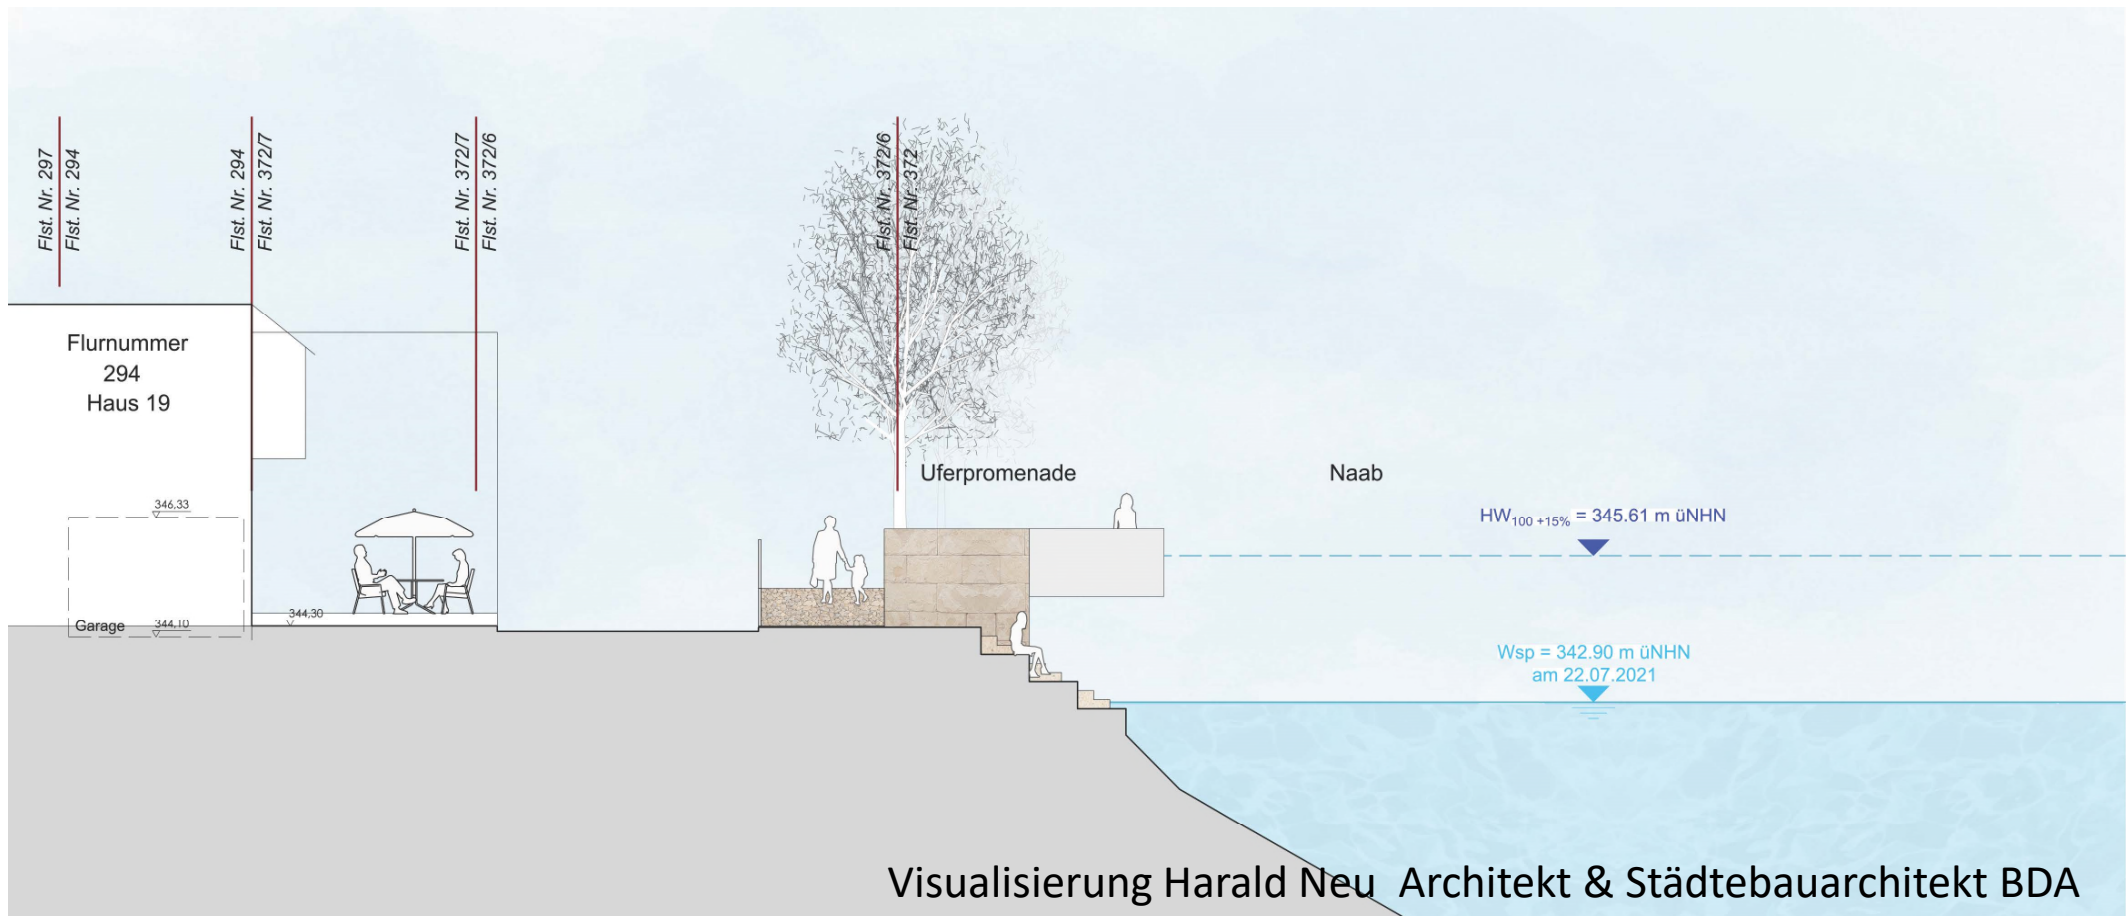 Flst. Nr. 297
Flst. Nr. 294
Flst. Nr. 294
Flst. Nr. 372/7
Flst. Nr. 372/7
Flst. Nr. 372/6
Flst. Nr. 372/6
Flst. Nr. 372
Flurnummer
294
Haus 19
Uferpromenade
Naab
346,33
HW100 +15% = 345.61 m üNHN
344,30
Garage
344,10
Wsp = 342.90 m üNHN
am 22.07.2021
Visualisierung Harald Neu Architekt & Städtebauarchitekt BDA